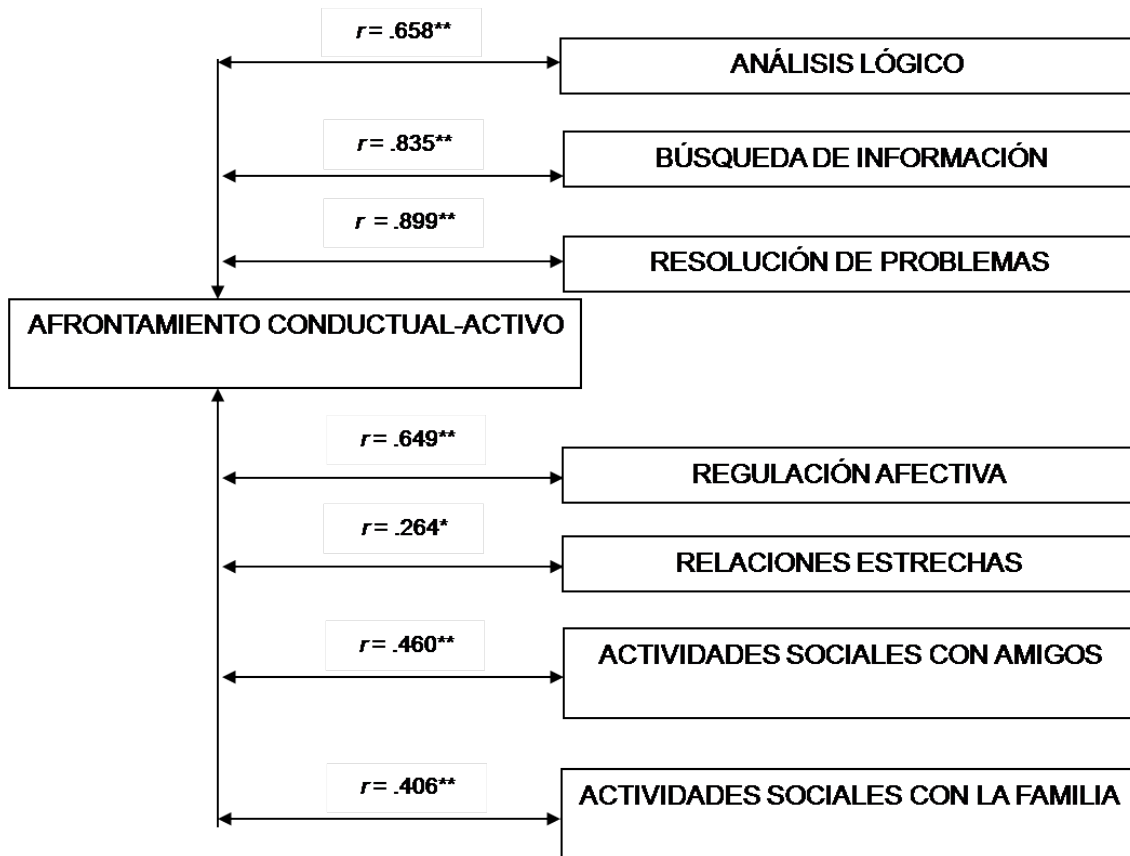 r = .658**
ANÁLISIS LÓGICO
r = .835**
BÚSQUEDA DE INFORMACIÓN
r = .899**
RESOLUCIÓN DE PROBLEMAS
AFRONTAMIENTO CONDUCTUAL-ACTIVO
r = .649**
REGULACIÓN AFECTIVA
r = .264*
RELACIONES ESTRECHAS
r = .460**
ACTIVIDADES SOCIALES CON AMIGOS
r = .406**
ACTIVIDADES SOCIALES CON LA FAMILIA